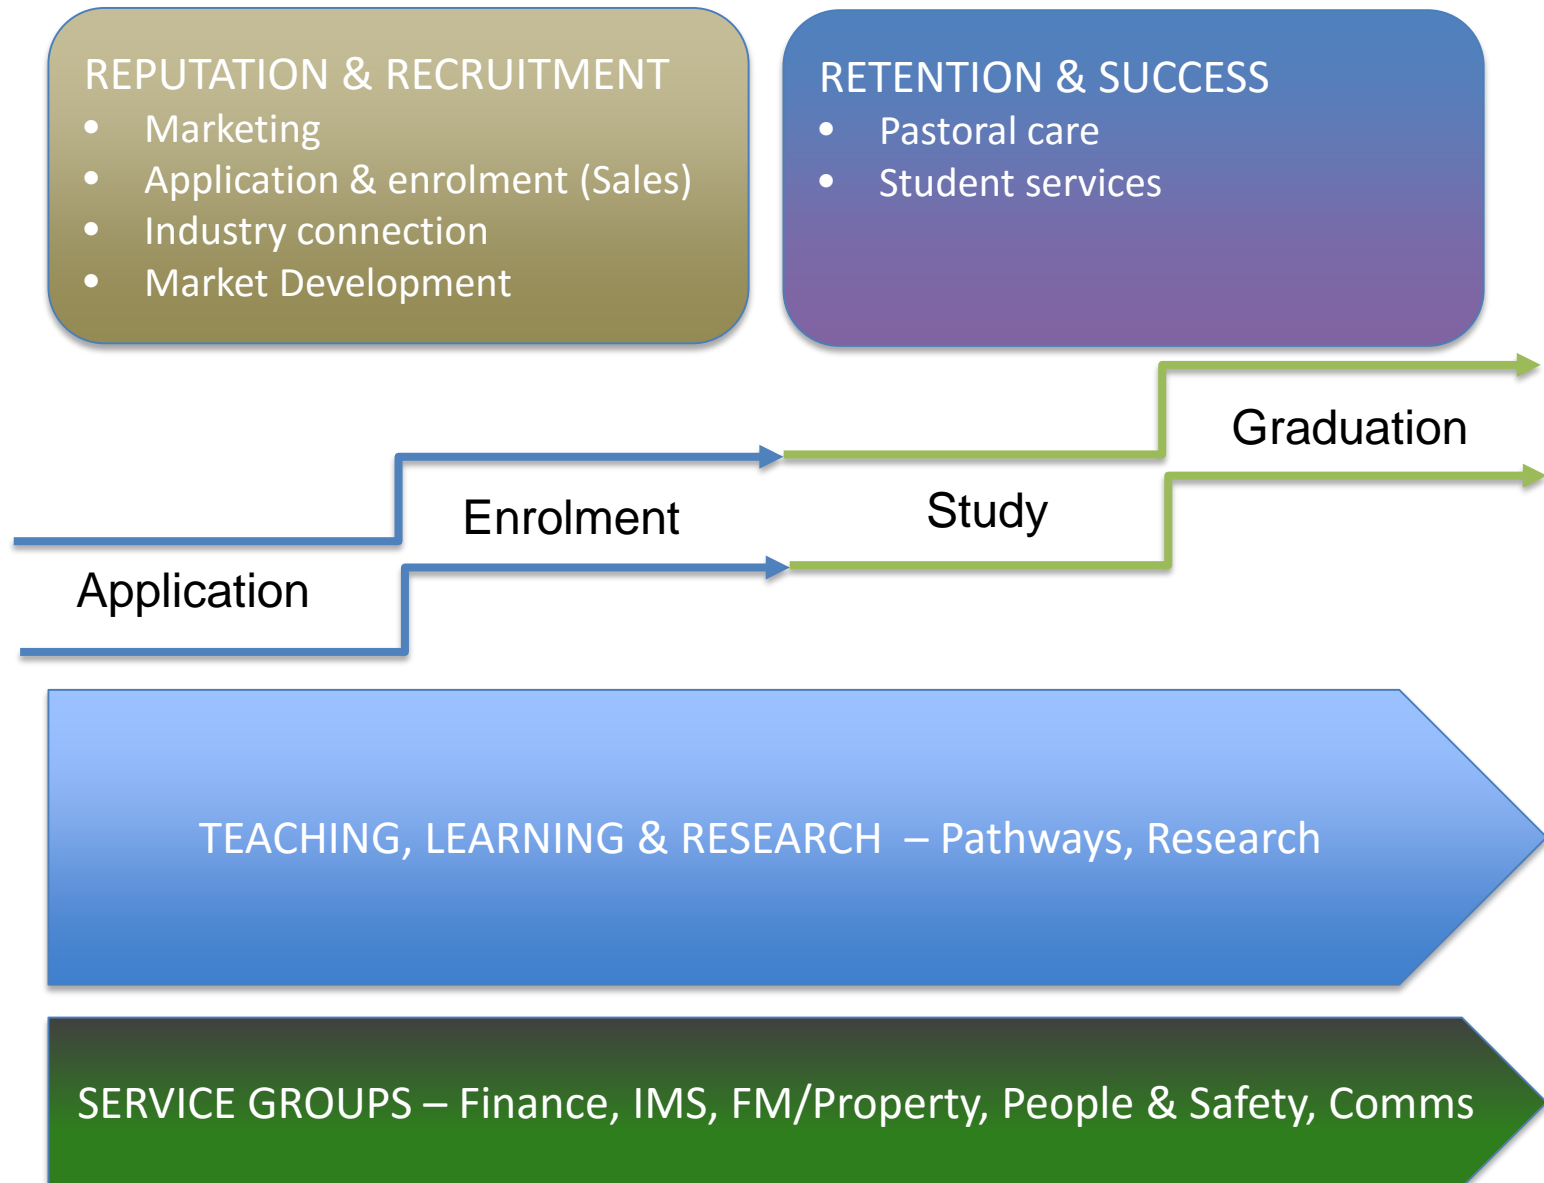 REPUTATION & RECRUITMENT
• Marketing
• Application & enrolment (Sales)
• Industry connection
• Market Development
RETENTION & SUCCESS
• Pastoral care
• Student services
Application
Enrolment
Study
Graduation
TEACHING, LEARNING & RESEARCH – Pathways, Research
SERVICE GROUPS – Finance, IMS, FM/Property, People & Safety, Comms